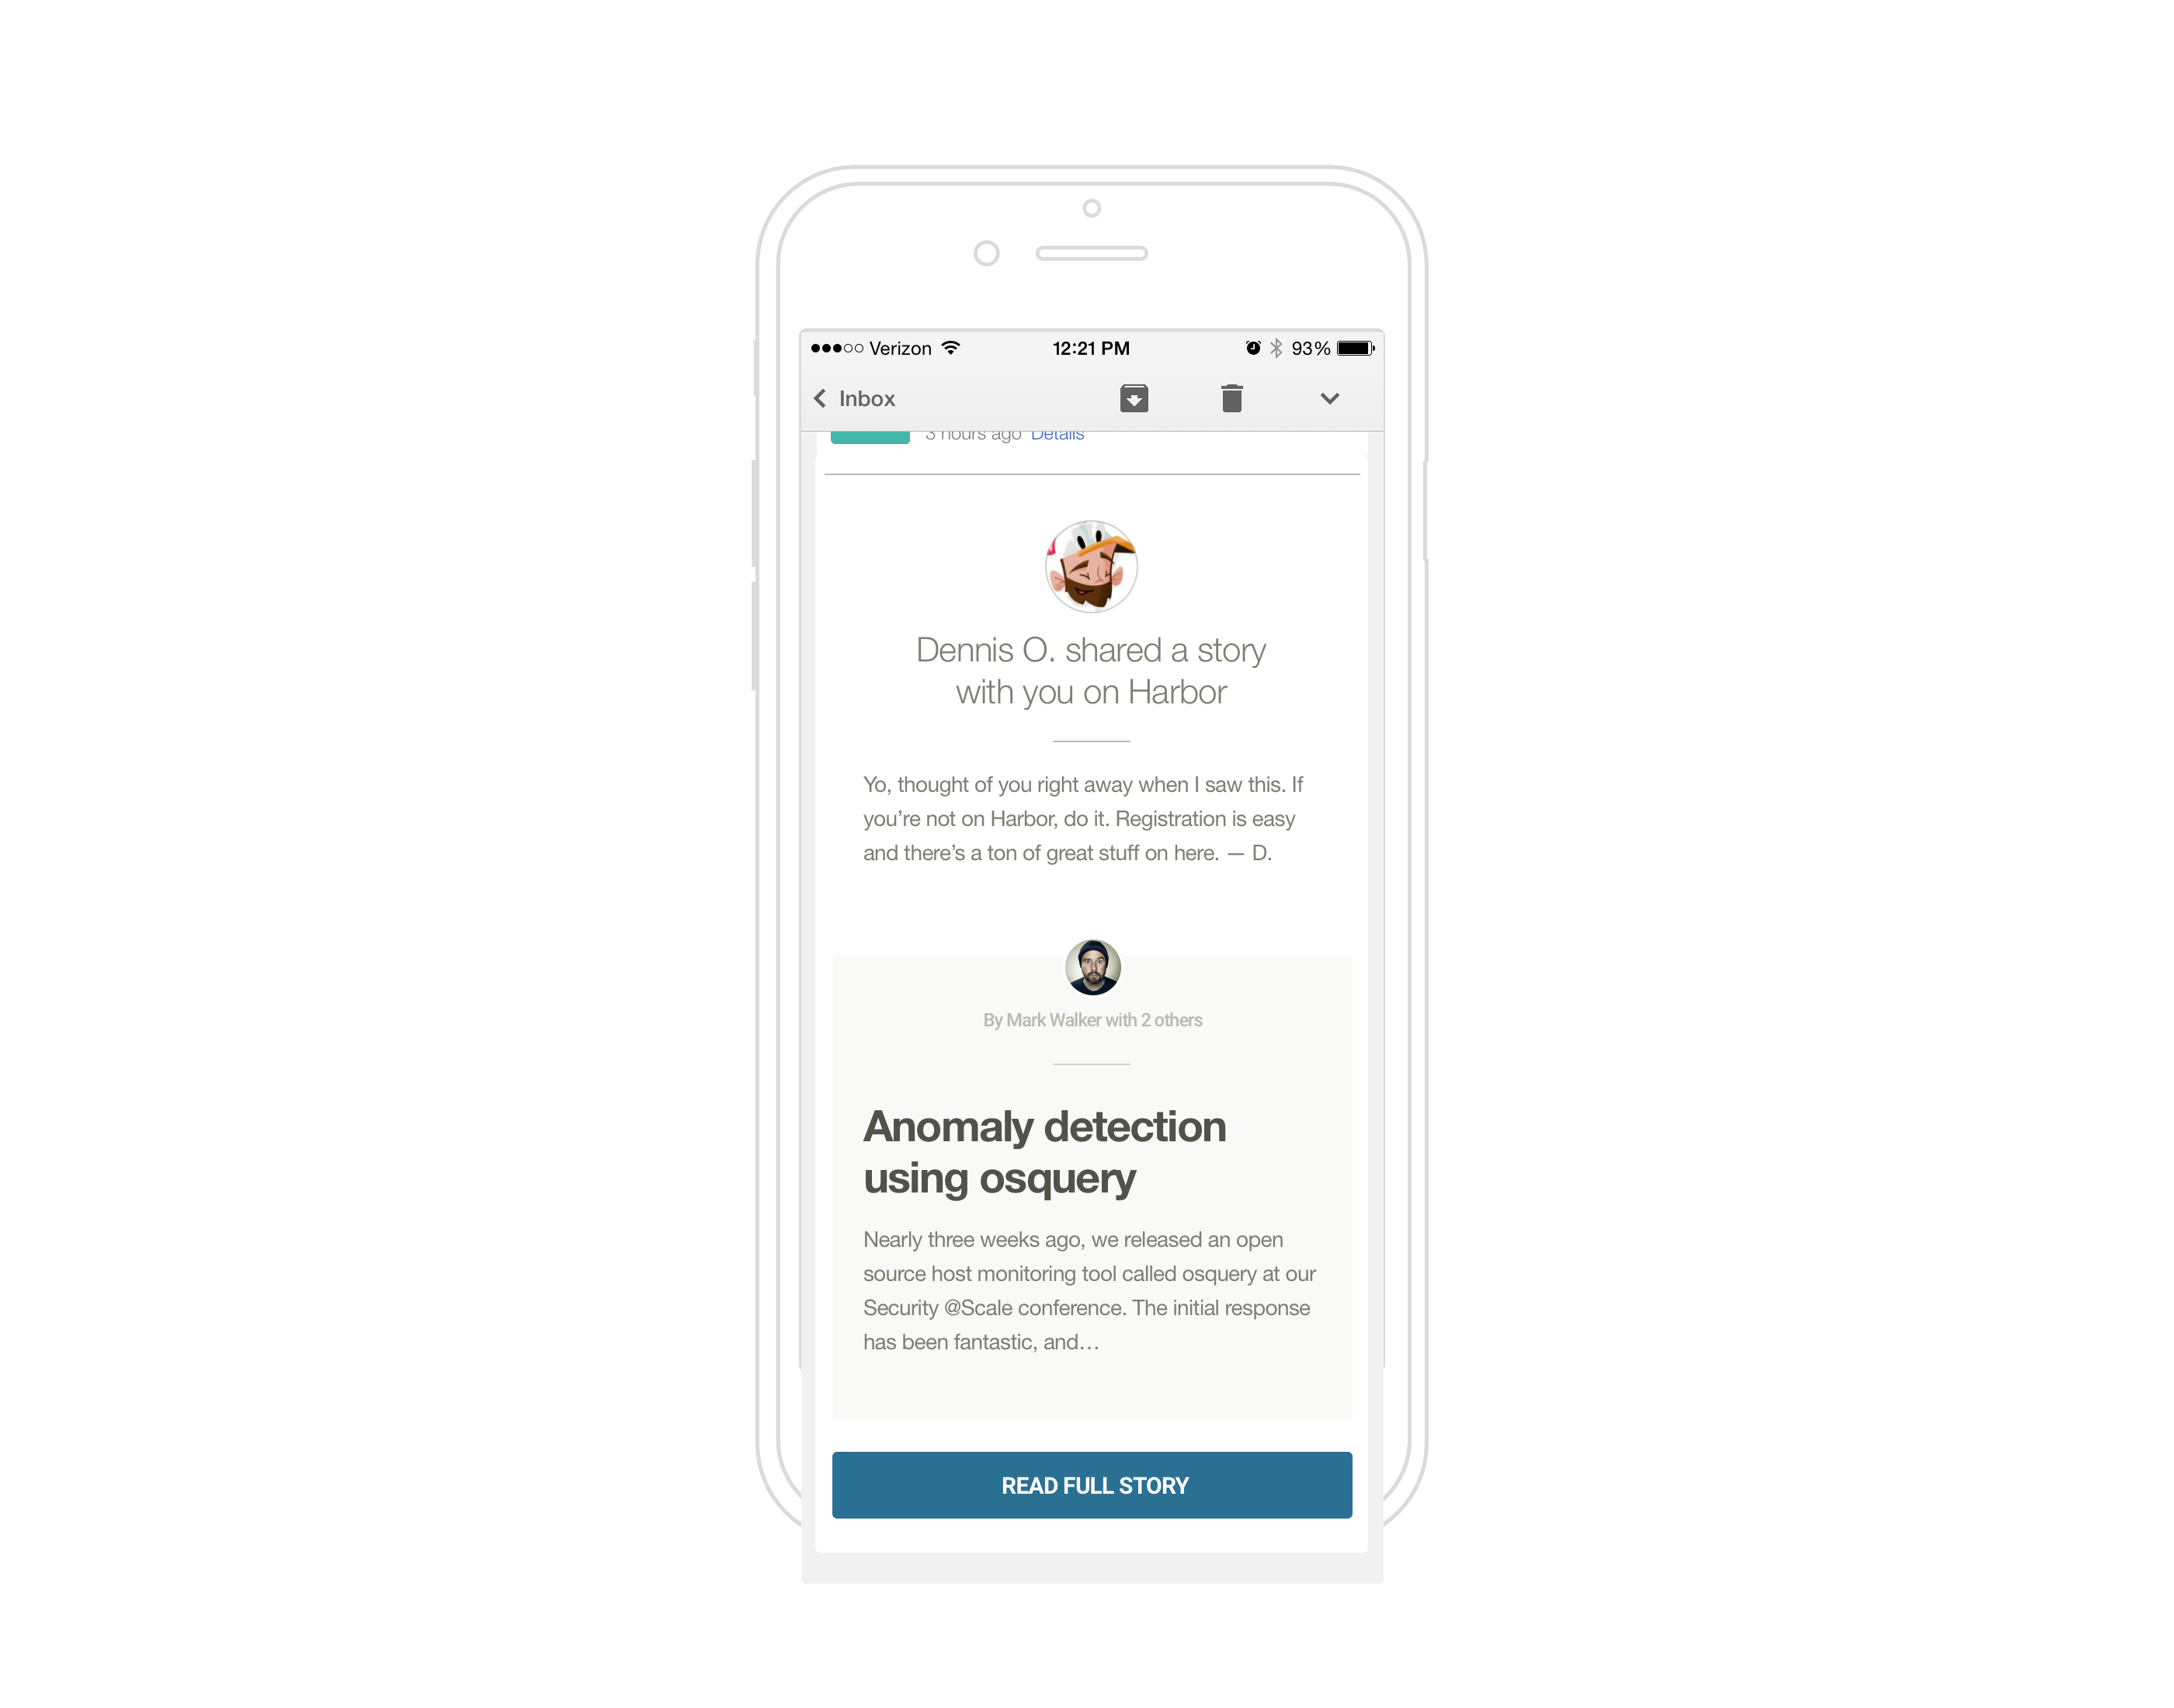 Verizon 12:21 PM 93%
Inbox
3 hours ago Details
Dennis O. shared a story
with you on Harbor
Yo, thought of you right away when I saw this. If
you’re not on Harbor, do it. Registration is easy
and there’s a ton of great stuff on here. — D.
By Mark Walker with 2 others
Anomaly detection
using osquery
Nearly three weeks ago, we released an open
source host monitoring tool called osquery at our
Security @Scale conference. The initial response
has been fantastic, and…
READ FULL STORY